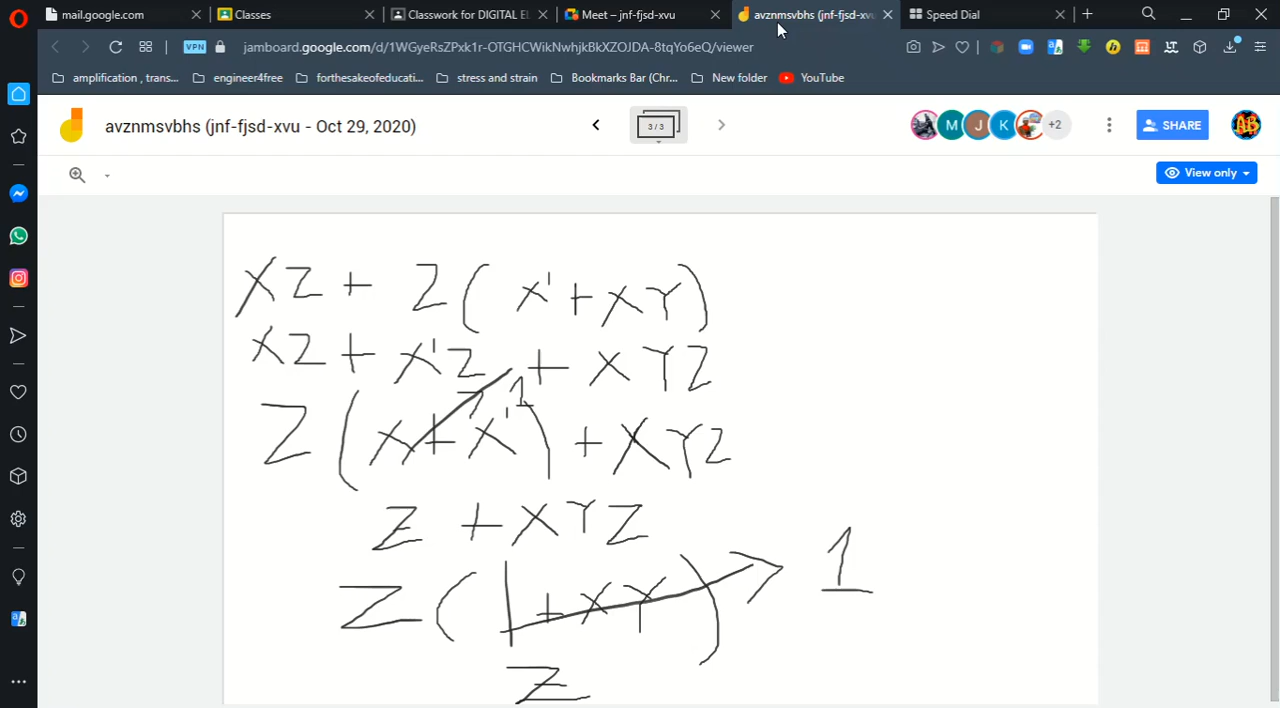 mail.google.com
Classes
Classwork for DIGITAL EL
Meet – jnf-fjsd-xvu
avznmsvbhs (jnf-fjsd-xvu
Speed Dial
VPN
jamboard.google.com/d/1WGyeRsZPxk1r-OTGHCWikNwhjkBkXZOJDA-8tqYo6eQ/viewer
amplification , trans...
engineer4free
forthesakeofeducati...
stress and strain
Bookmarks Bar (Chr...
New folder
YouTube
avznmsvbhs (jnf-fjsd-xvu - Oct 29, 2020)
3 / 3
M
J
K
+2
SHARE
AB
View only
XZ + Z(X' + XY)
XZ + X'Z + XYZ
Z(X + X') 1 + XYZ
Z + XYZ
Z(1 + XY) 1
Z